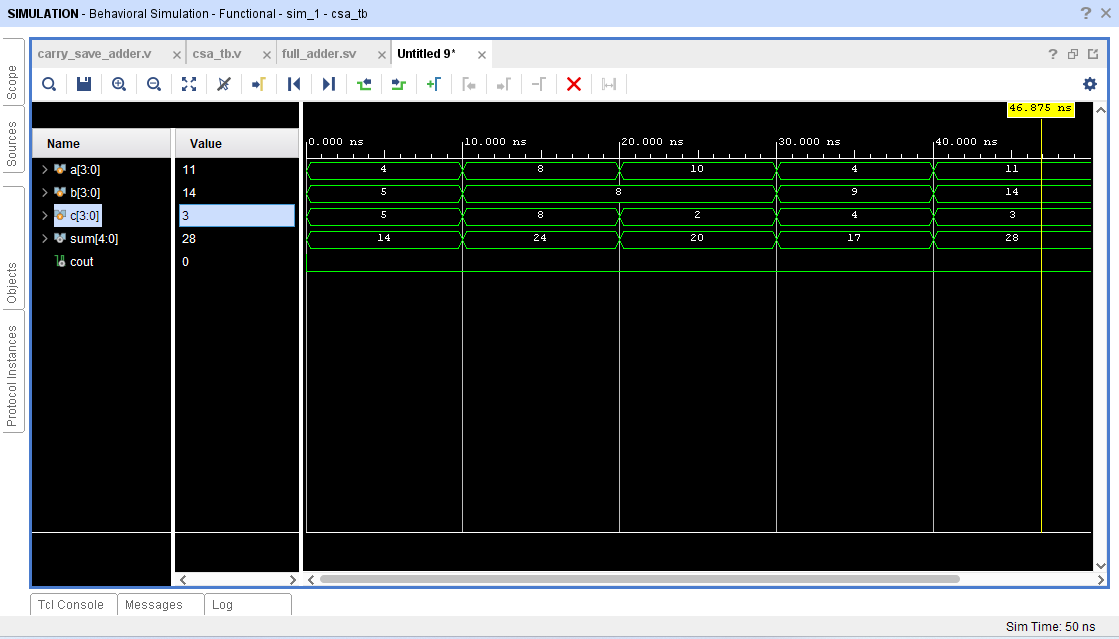 SIMULATION - Behavioral Simulation - Functional - sim_1 - csa_tb
carry_save_adder.v csa_tb.v full_adder.sv Untitled 9*
Scope
Sources
Objects
Protocol Instances
46.875 ns
Name Value
0.000 ns 10.000 ns 20.000 ns 30.000 ns 40.000 ns
a[3:0] 11 4 8 10 4 11
b[3:0] 14 5 8 9 14
c[3:0] 3 5 8 2 4 3
sum[4:0] 28 14 24 20 17 28
cout 0
Tcl Console Messages Log
Sim Time: 50 ns